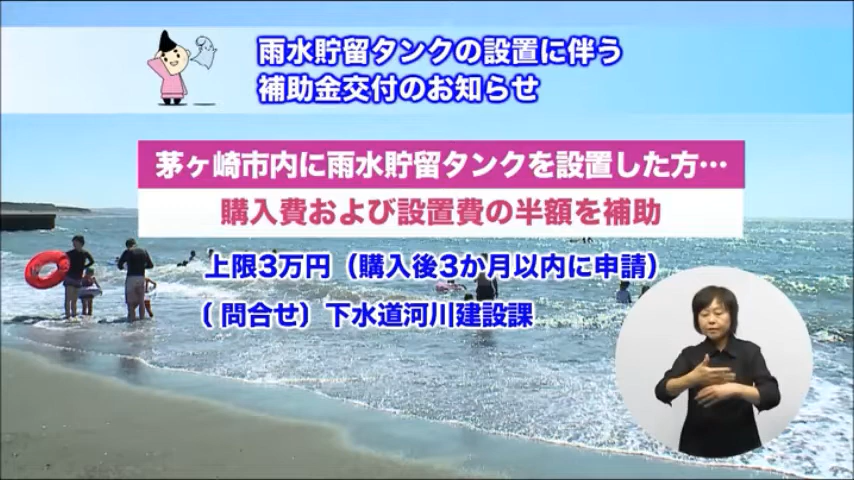 雨水貯留タンクの設置に伴う
補助金交付のお知らせ
茅ヶ崎市内に雨水貯留タンクを設置した方…
購入費および設置費の半額を補助
上限3万円（購入後3か月以内に申請）
（問合せ）下水道河川建設課